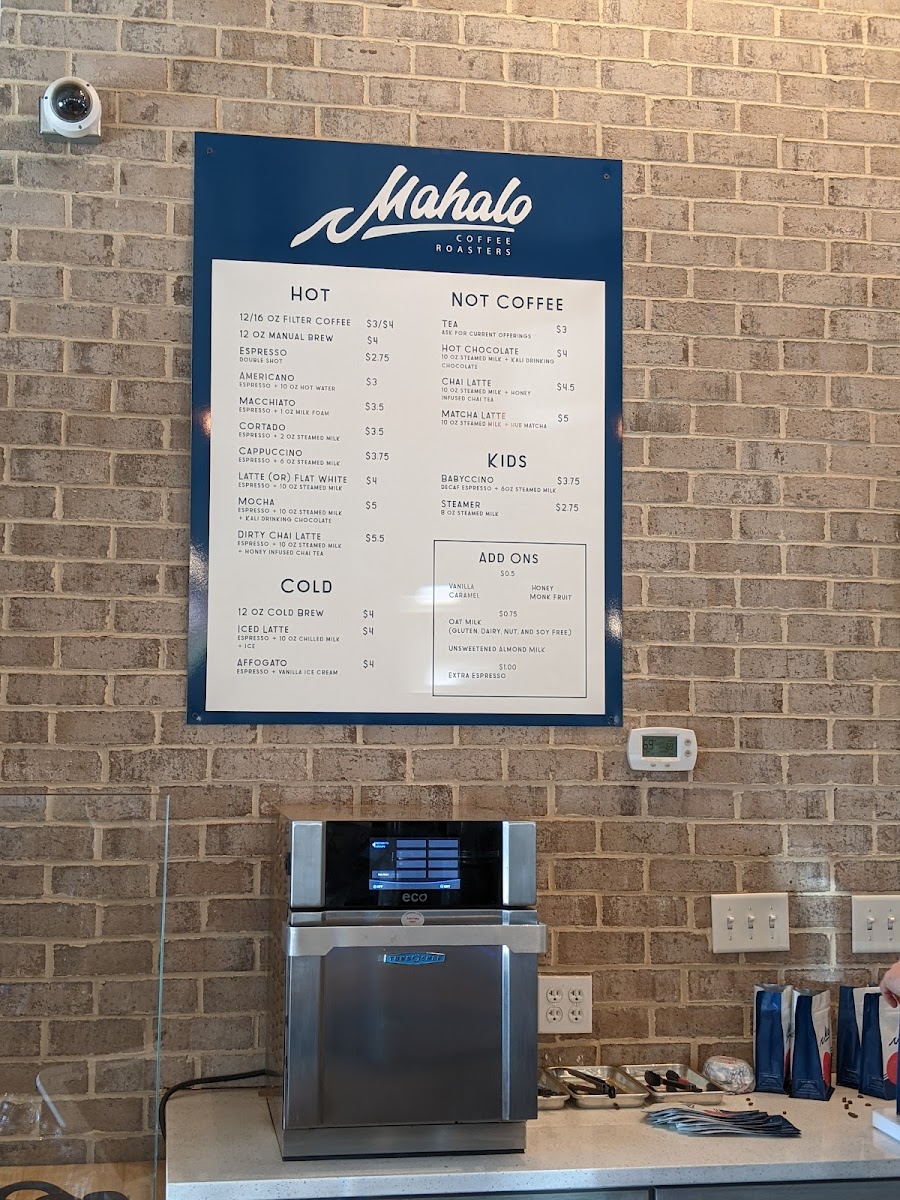 Mahalo
COFFEE
ROASTERS
HOT
12/16 OZ FILTER COFFEE $3/$4
12 OZ MANUAL BREW $4
ESPRESSO $2.75
DOUBLE SHOT
AMERICANO $3
ESPRESSO + 10 OZ HOT WATER
MACCHIATO $3.5
ESPRESSO + 1 OZ MILK FOAM
CORTADO $3.5
ESPRESSO + 2 OZ STEAMED MILK
CAPPUCCINO $3.75
ESPRESSO + 6 OZ STEAMED MILK
LATTE (OR) FLAT WHITE $4
ESPRESSO + 10 OZ STEAMED MILK
MOCHA $5
ESPRESSO + 10 OZ STEAMED MILK
+ KALI DRINKING CHOCOLATE
DIRTY CHAI LATTE $5.5
ESPRESSO + 10 OZ STEAMED MILK
+ HONEY INFUSED CHAI TEA
COLD
12 OZ COLD BREW $4
ICED LATTE $4
ESPRESSO + 10 OZ CHILLED MILK
+ ICE
AFFOGATO $4
ESPRESSO + VANILLA ICE CREAM
NOT COFFEE
TEA $3
ASK FOR CURRENT OFFERINGS
HOT CHOCOLATE $4
10 OZ STEAMED MILK + KALI DRINKING
CHOCOLATE
CHAI LATTE $4.5
10 OZ STEAMED MILK + HONEY
INFUSED CHAI TEA
MATCHA LATTE $5
10 OZ STEAMED MILK + HUE MATCHA
KIDS
BABYCCINO $3.75
DECAF ESPRESSO + 6OZ STEAMED MILK
STEAMER $2.75
8 OZ STEAMED MILK
ADD ONS
$0.5
VANILLA HONEY
CARAMEL MONK FRUIT
$0.75
OAT MILK
(GLUTEN, DAIRY, NUT, AND SOY FREE)
UNSWEETENED ALMOND MILK
$1.00
EXTRA ESPRESSO
eco